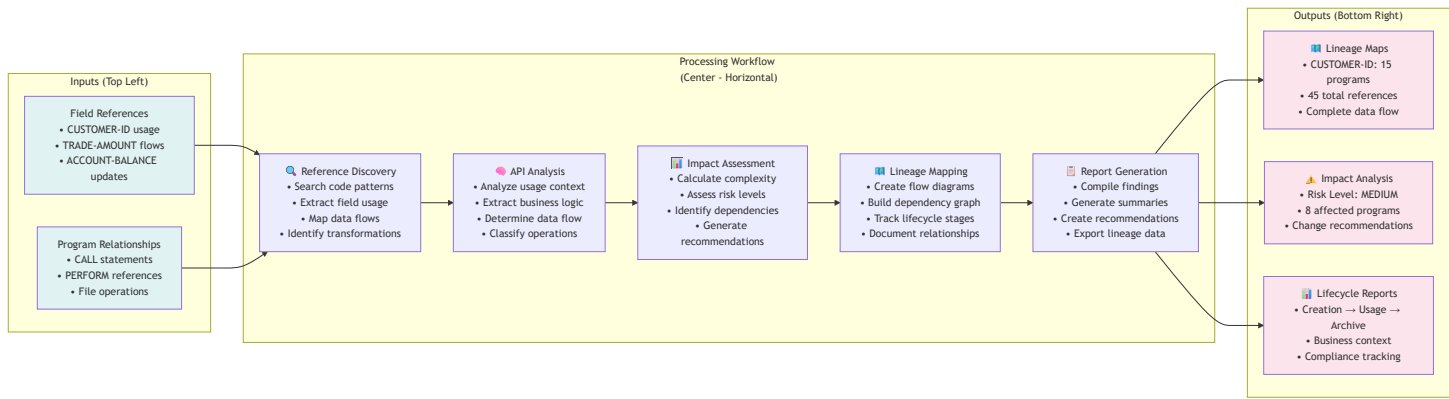 Inputs (Top Left)
Field References
• CUSTOMER-ID usage
• TRADE-AMOUNT flows
• ACCOUNT-BALANCE
updates
Program Relationships
• CALL statements
• PERFORM references
• File operations
Processing Workflow
(Center - Horizontal)
🔍 Reference Discovery
• Search code patterns
• Extract field usage
• Map data flows
• Identify transformations
🧠 API Analysis
• Analyze usage context
• Extract business logic
• Determine data flow
• Classify operations
📊 Impact Assessment
• Calculate complexity
• Assess risk levels
• Identify dependencies
• Generate
recommendations
🗺️ Lineage Mapping
• Create flow diagrams
• Build dependency graph
• Track lifecycle stages
• Document relationships
📋 Report Generation
• Compile findings
• Generate summaries
• Create recommendations
• Export lineage data
Outputs (Bottom Right)
🗺️ Lineage Maps
• CUSTOMER-ID: 15
programs
• 45 total references
• Complete data flow
⚠️ Impact Analysis
• Risk Level: MEDIUM
• 8 affected programs
• Change recommendations
📊 Lifecycle Reports
• Creation → Usage →
Archive
• Business context
• Compliance tracking